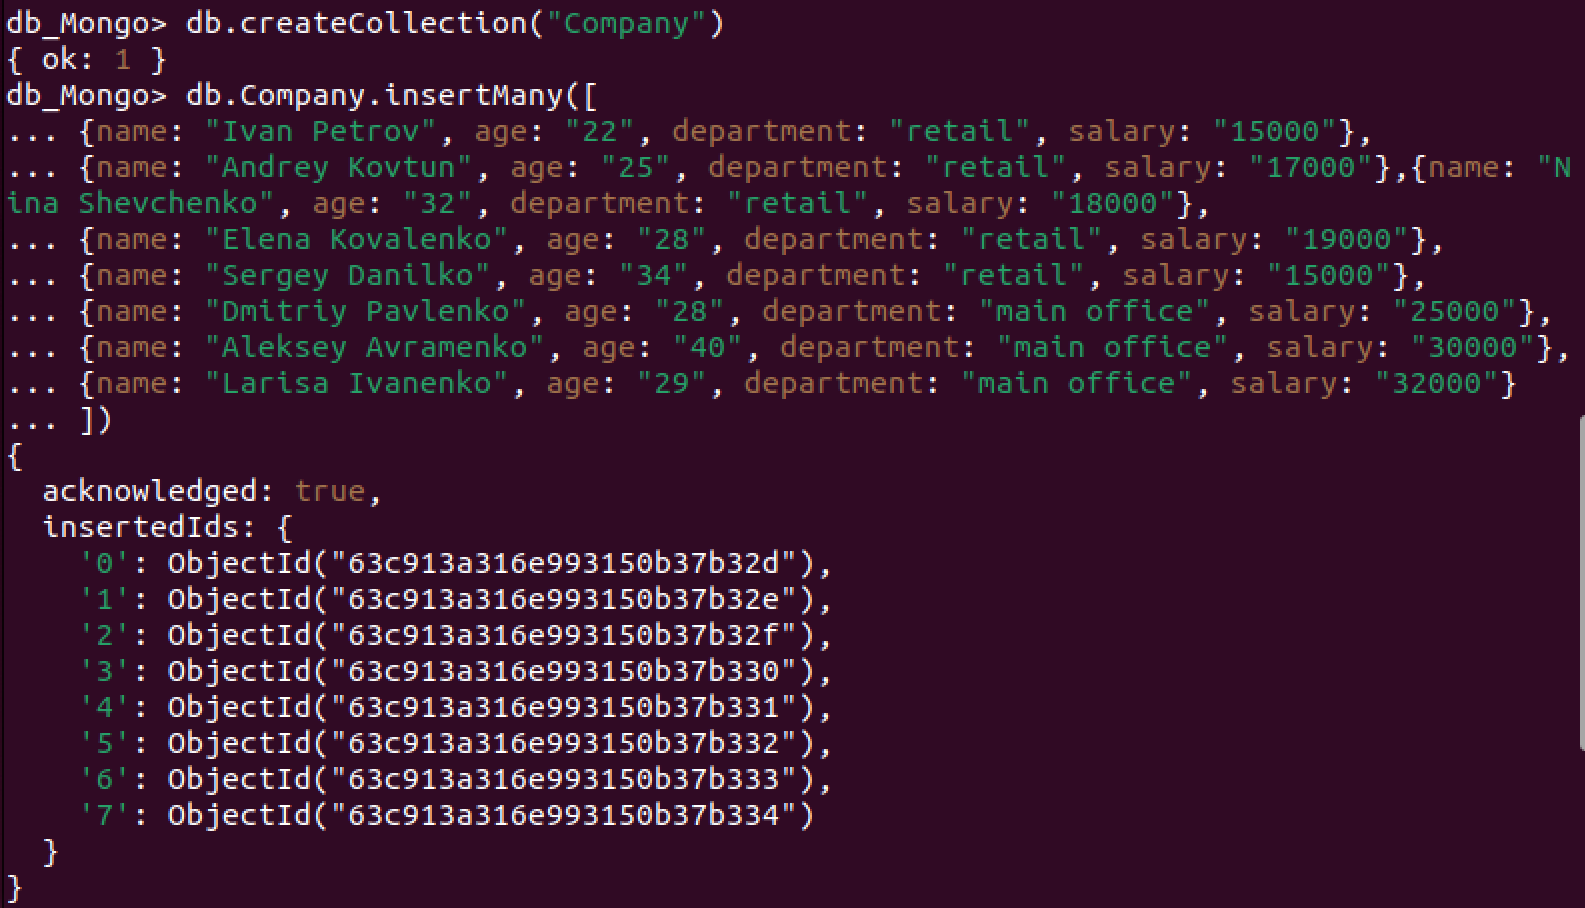 db_Mongo> db.createCollection("Company")
{ ok: 1 }
db_Mongo> db.Company.insertMany([
... {name: "Ivan Petrov", age: "22", department: "retail", salary: "15000"},
... {name: "Andrey Kovtun", age: "25", department: "retail", salary: "17000"},{name: "N
ina Shevchenko", age: "32", department: "retail", salary: "18000"},
... {name: "Elena Kovalenko", age: "28", department: "retail", salary: "19000"},
... {name: "Sergey Danilko", age: "34", department: "retail", salary: "15000"},
... {name: "Dmitriy Pavlenko", age: "28", department: "main office", salary: "25000"},
... {name: "Aleksey Avramenko", age: "40", department: "main office", salary: "30000"},
... {name: "Larisa Ivanenko", age: "29", department: "main office", salary: "32000"}
... ])
{
  acknowledged: true,
  insertedIds: {
    '0': ObjectId("63c913a316e993150b37b32d"),
    '1': ObjectId("63c913a316e993150b37b32e"),
    '2': ObjectId("63c913a316e993150b37b32f"),
    '3': ObjectId("63c913a316e993150b37b330"),
    '4': ObjectId("63c913a316e993150b37b331"),
    '5': ObjectId("63c913a316e993150b37b332"),
    '6': ObjectId("63c913a316e993150b37b333"),
    '7': ObjectId("63c913a316e993150b37b334")
  }
}